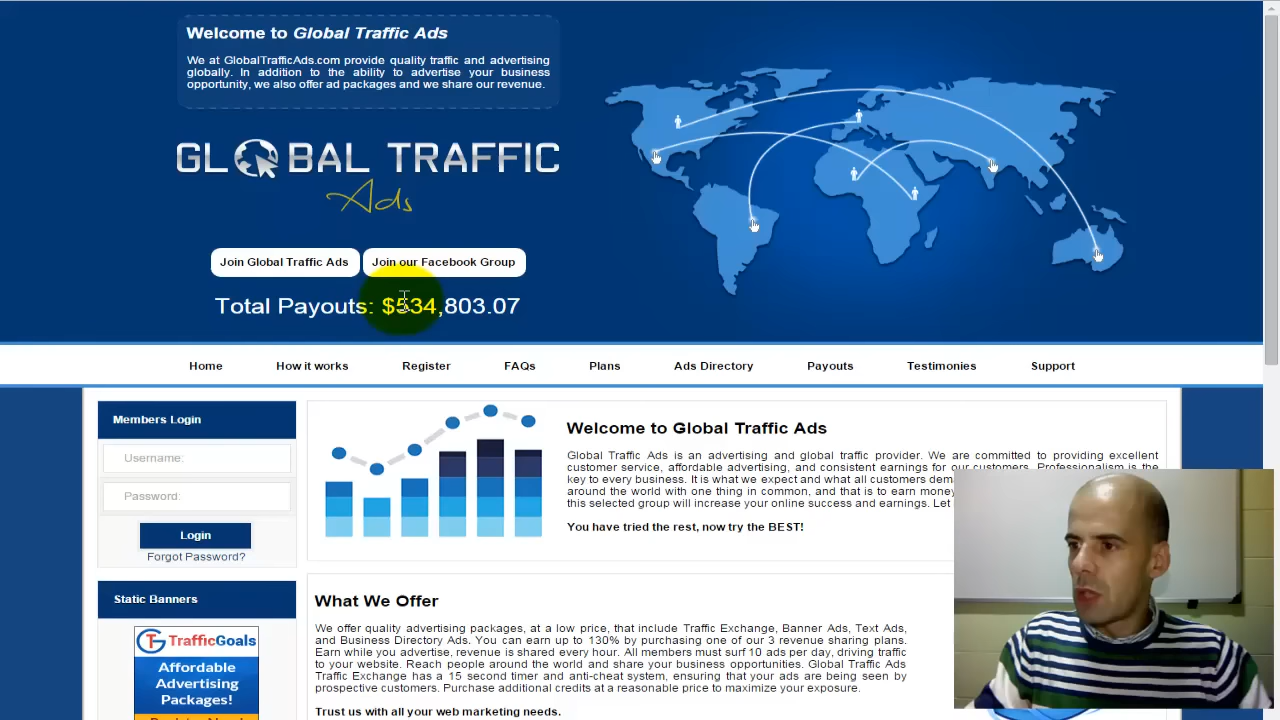 Welcome to Global Traffic Ads
We at GlobalTrafficAds.com provide quality traffic and advertising
globally. In addition to the ability to advertise your business
opportunity, we also offer ad packages and we share our revenue.
GLOBAL TRAFFIC
Ads
Join Global Traffic Ads
Join our Facebook Group
Total Payouts: $534,803.07
Home
How it works
Register
FAQs
Plans
Ads Directory
Payouts
Testimonies
Support
Members Login
Username:
Password:
Login
Forgot Password?
Static Banners
TG TrafficGoals
Affordable
Advertising
Packages!
Welcome to Global Traffic Ads
Global Traffic Ads is an advertising and global traffic provider. We are committed to providing excellent
customer service, affordable advertising, and consistent earnings for our customers. Professionalism is the
key to every business. It is what we expect and what all customers
around the world with one thing in common, and that is to earn
this selected group will increase your online success and earnings. Let
You have tried the rest, now try the BEST!
What We Offer
We offer quality advertising packages, at a low price, that include Traffic Exchange, Banner Ads, Text Ads,
and Business Directory Ads. You can earn up to 130% by purchasing one of our 3 revenue sharing plans.
Earn while you advertise, revenue is shared every hour. All members must surf 10 ads per day, driving traffic
to your website. Reach people around the world and share your business opportunities. Global Traffic Ads
Traffic Exchange has a 15 second timer and anti-cheat system, ensuring that your ads are being seen by
prospective customers. Purchase additional credits at a reasonable price to maximize your exposure.
Trust us with all your web marketing needs.